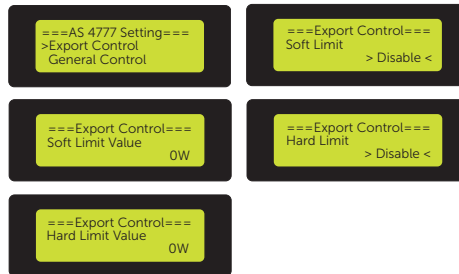 ===AS 4777 Setting===
>Export Control
General Control
===Export Control===
Soft Limit
> Disable <
===Export Control===
Soft Limit Value
0W
===Export Control===
Hard Limit
> Disable <
===Export Control===
Hard Limit Value
0W